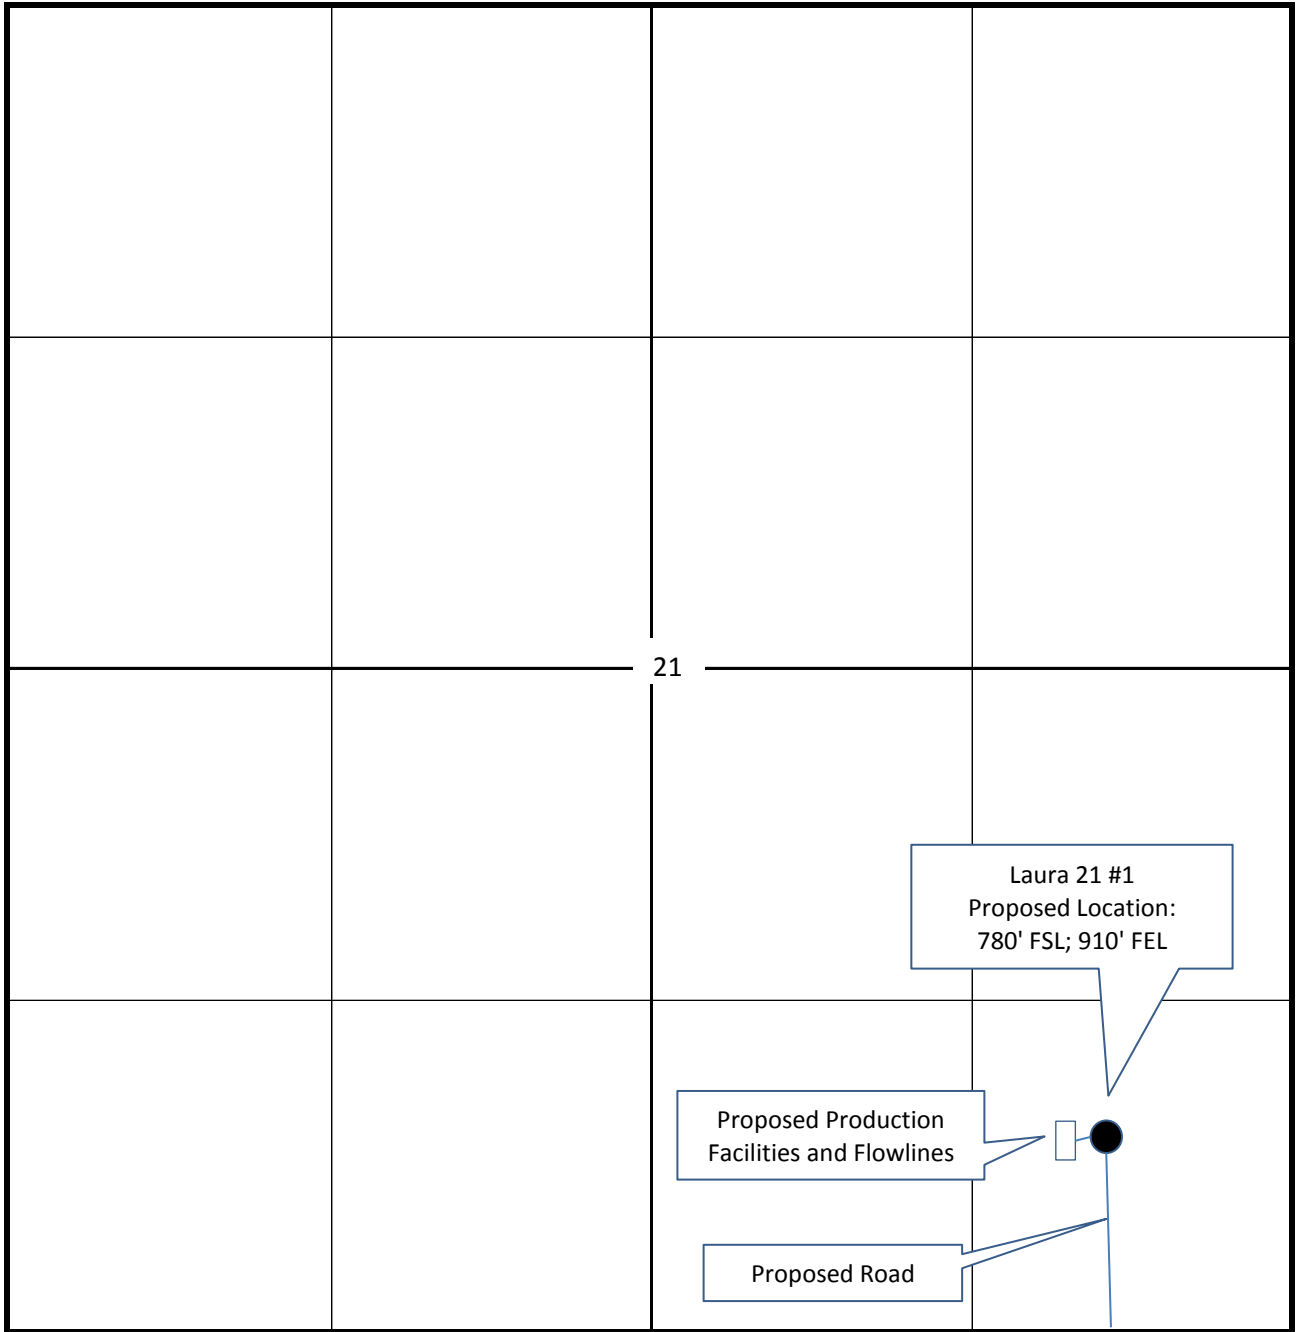 21
Laura 21 #1
Proposed Location:
780' FSL; 910' FEL
Proposed Production
Facilities and Flowlines
Proposed Road